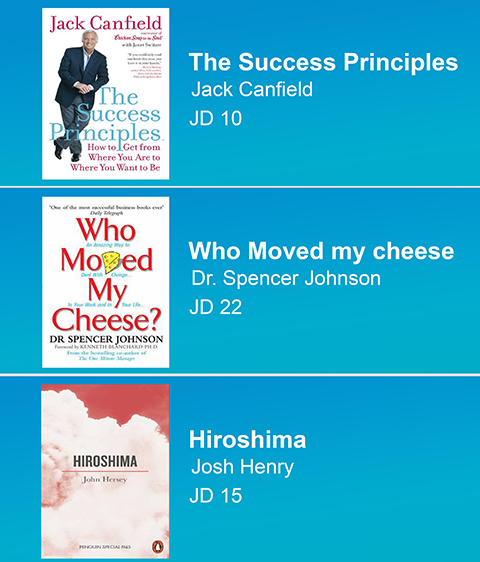 Jack Canfield
Chicken Soup for the Soul
with Janet Switzer
The
Success
Principles
How to Get from
Where You Are to
Where You Want to Be
The Success Principles
Jack Canfield
JD 10
"One of the most successful business books ever"
Daily Telegraph
Who
An Amazing Way to
Moved
Deal With Change...
My
In Your Work and in Your Life...
Cheese?
DR SPENCER JOHNSON
Foreword by KENNETH BLANCHARD PH.D.
From the bestselling co-author of
The One Minute Manager
Who Moved my cheese
Dr. Spencer Johnson
JD 22
HIROSHIMA
John Hersey
PENGUIN SPECIAL
Hiroshima
Josh Henry
JD 15